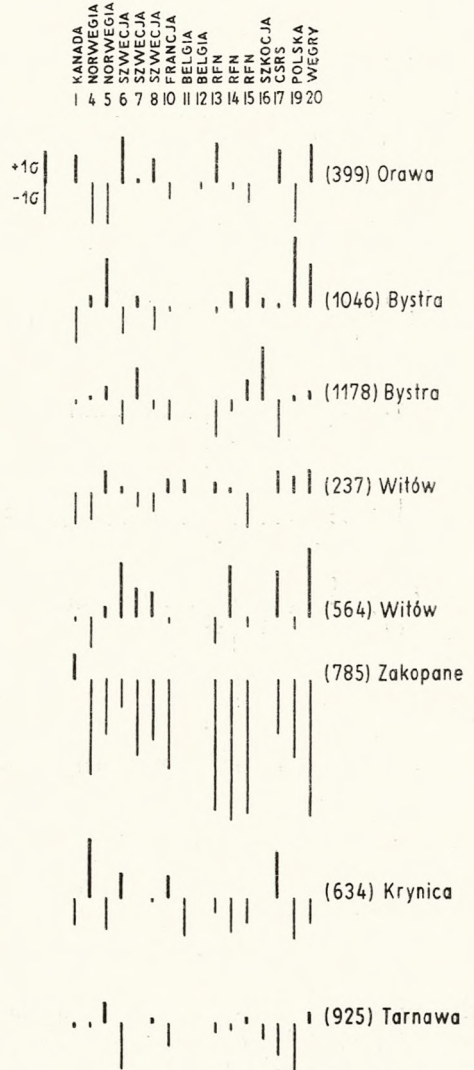 KANADA
NORWEGIA
NORWEGIA
SZWECJA
SZWECJA
SZWECJA
FRANCJA
BELGIA
BELGIA
RFN
RFN
RFN
SZKOCJA
CSRS
POLSKA
WĘGRY
1 4 5 6 7 8 10 11 12 13 14 15 16 17 19 20
+1σ
-1σ
(399) Orawa
(1046) Bystra
(1178) Bystra
(237) Witów
(564) Witów
(785) Zakopane
(634) Krynica
(925) Tarnawa